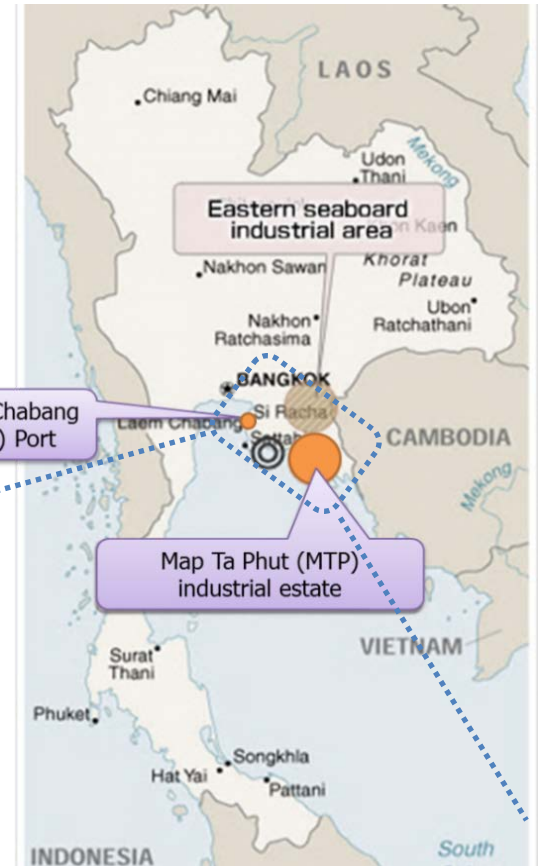 LAOS
Chiang Mai
Udon
Thani
Mekong
Eastern seaboard
industrial area
Khon Kaen
Nakhon Sawan
Khorat
Plateau
Ubon
Ratchathani
Nakhon
Ratchasima
BANGKOK
Chabang
) Port
Si Racha
Laem Chabang
CAMBODIA
Mekong
Map Ta Phut (MTP)
industrial estate
VIETNAM
Surat
Thani
Phuket
Songkhla
Hat Yai
Pattani
INDONESIA
South